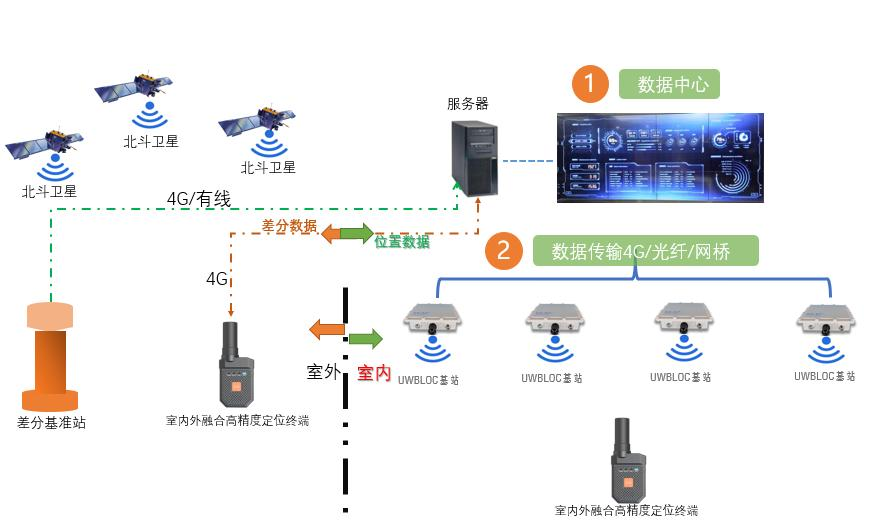 1 数据中心
服务器
北斗卫星
北斗卫星
北斗卫星
4G/有线
差分数据
位置数据
2 数据传输4G/光纤/网桥
4G
室外
室内
UWBLOC基站
UWBLOC基站
UWBLOC基站
UWBLOC基站
差分基准站
室内外融合高精度定位终端
室内外融合高精度定位终端